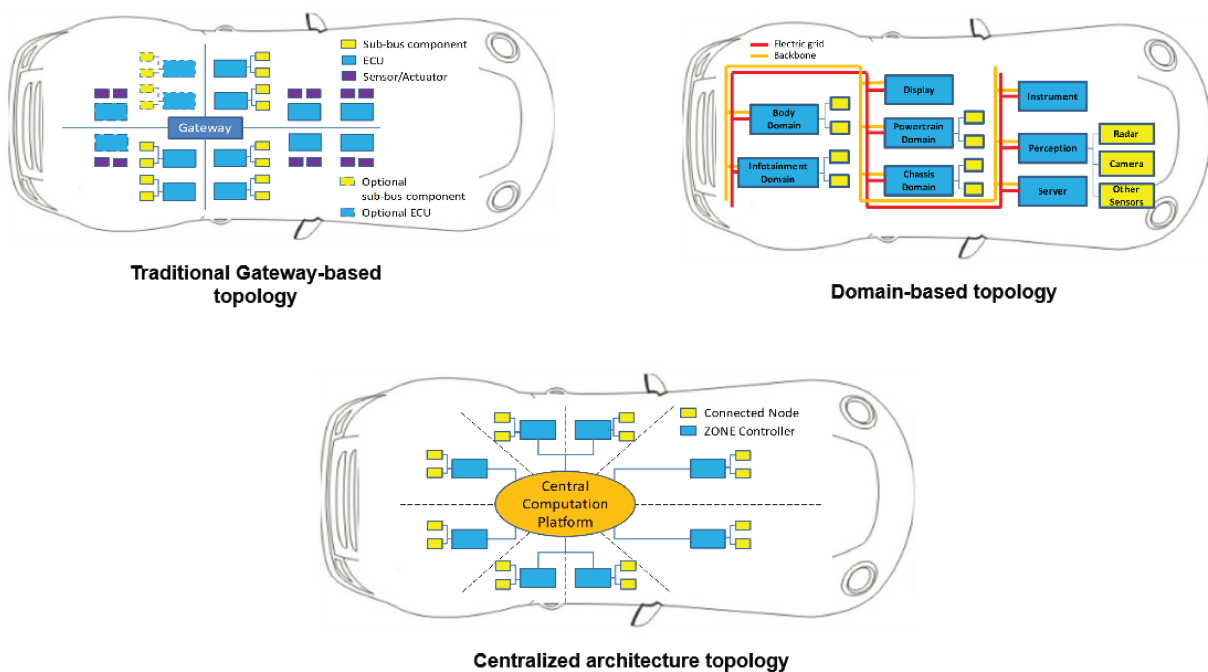 Sub-bus component
ECU
Sensor/Actuator
Gateway
Optional
sub-bus component
Optional ECU
Traditional Gateway-based
topology
Electric grid
Backbone
Display
Instrument
Body
Domain
Powertrain
Domain
Perception
Radar
Camera
Infotainment
Domain
Chassis
Domain
Server
Other
Sensors
Domain-based topology
Connected Node
ZONE Controller
Central
Computation
Platform
Centralized architecture topology